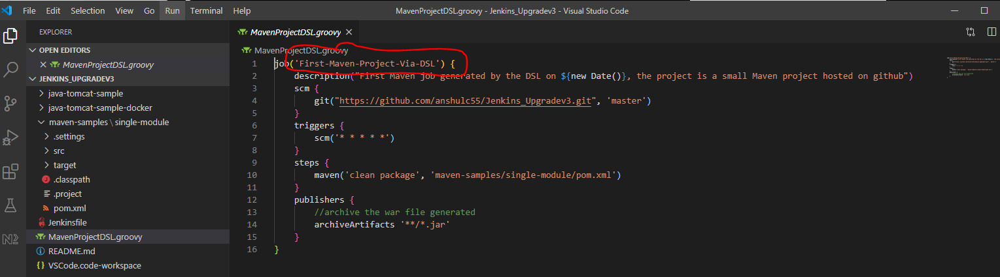 File Edit Selection View Go Run Terminal Help MavenProjectDSL.groovy - Jenkins_Upgradev3 - Visual Studio Code
EXPLORER
OPEN EDITORS
MavenProjectDSL.groovy
JENKINS_UPGRADEV3
java-tomcat-sample
java-tomcat-sample-docker
maven-samples \ single-module
.settings
src
target
.classpath
.project
pom.xml
Jenkinsfile
MavenProjectDSL.groovy
README.md
VSCode.code-workspace
MavenProjectDSL.groovy
MavenProjectDSL.groovy
1 job('First-Maven-Project-Via-DSL') {
2 description("First Maven job generated by the DSL on ${new Date()}, the project is a small Maven project hosted on github")
3 scm {
4 git("https://github.com/anshulc55/Jenkins_Upgradev3.git", 'master')
5 }
6 triggers {
7 scm('* * * * *')
8 }
9 steps {
10 maven('clean package', 'maven-samples/single-module/pom.xml')
11 }
12 publishers {
13 //archive the war file generated
14 archiveArtifacts '**/*.jar'
15 }
16 }